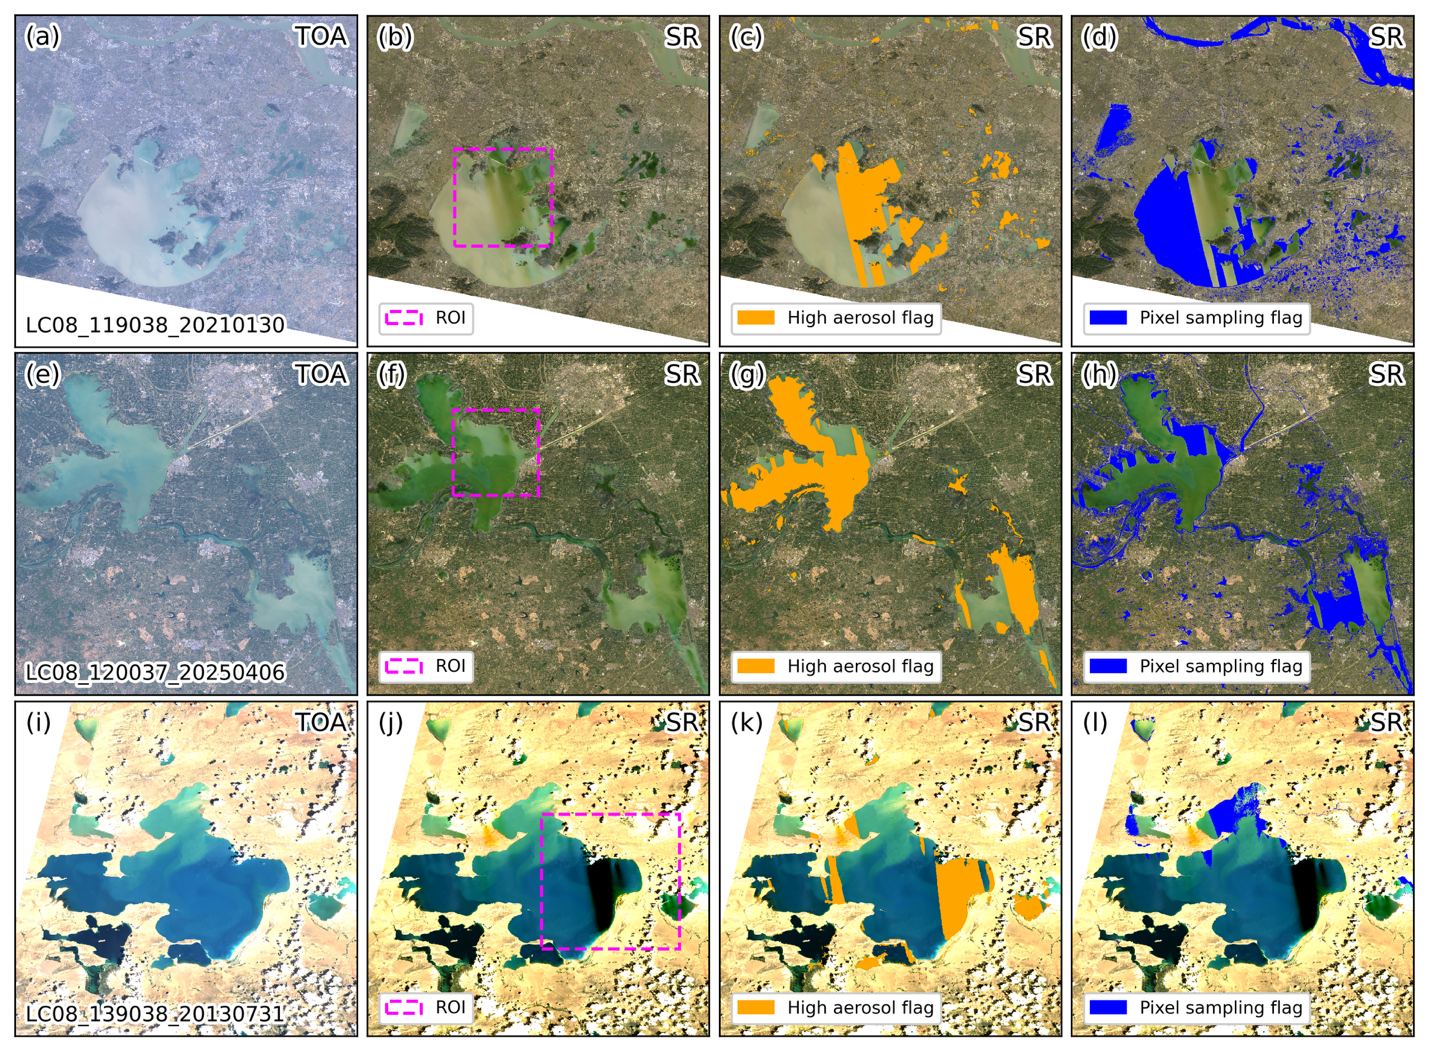 (a) TOA
(b) SR
(c) SR
(d) SR
LC08_119038_20210130
ROI
High aerosol flag
Pixel sampling flag
(e) TOA
(f) SR
(g) SR
(h) SR
LC08_120037_20250406
ROI
High aerosol flag
Pixel sampling flag
(i) TOA
(j) SR
(k) SR
(l) SR
LC08_139038_20130731
ROI
High aerosol flag
Pixel sampling flag